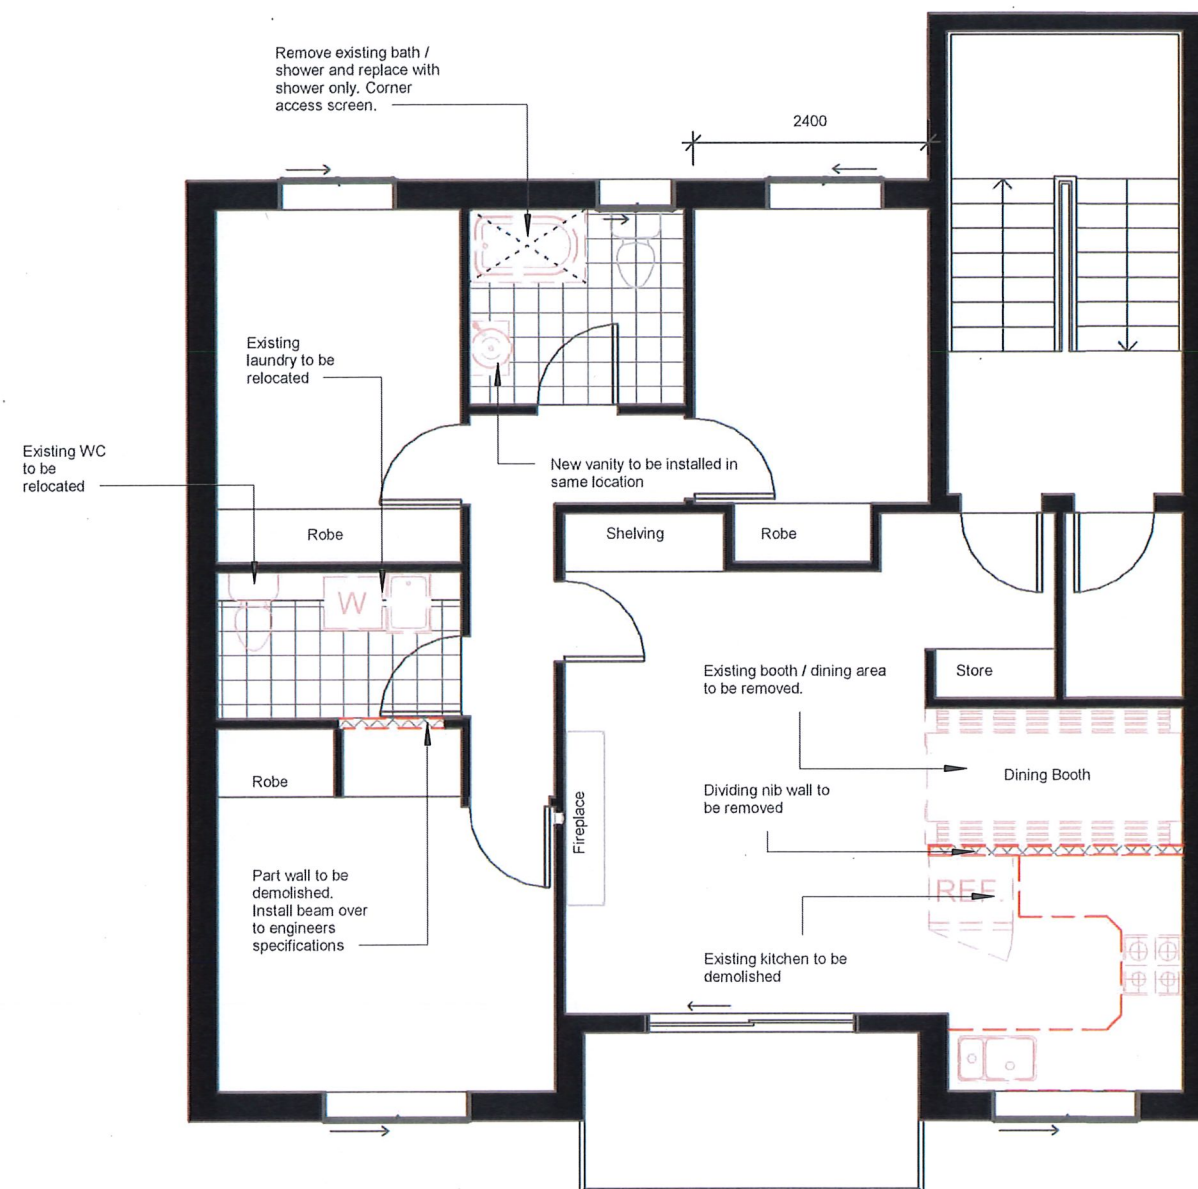 Remove existing bath /
shower and replace with
shower only. Corner
access screen.
2400
Existing
laundry to be
relocated
Existing WC
to be
relocated
New vanity to be installed in
same location
Robe
Shelving
Robe
W
Existing booth / dining area
to be removed.
Store
Robe
Dining Booth
Dividing nib wall to
be removed
Fireplace
Part wall to be
demolished.
Install beam over
to engineers
specifications
REF.
Existing kitchen to be
demolished